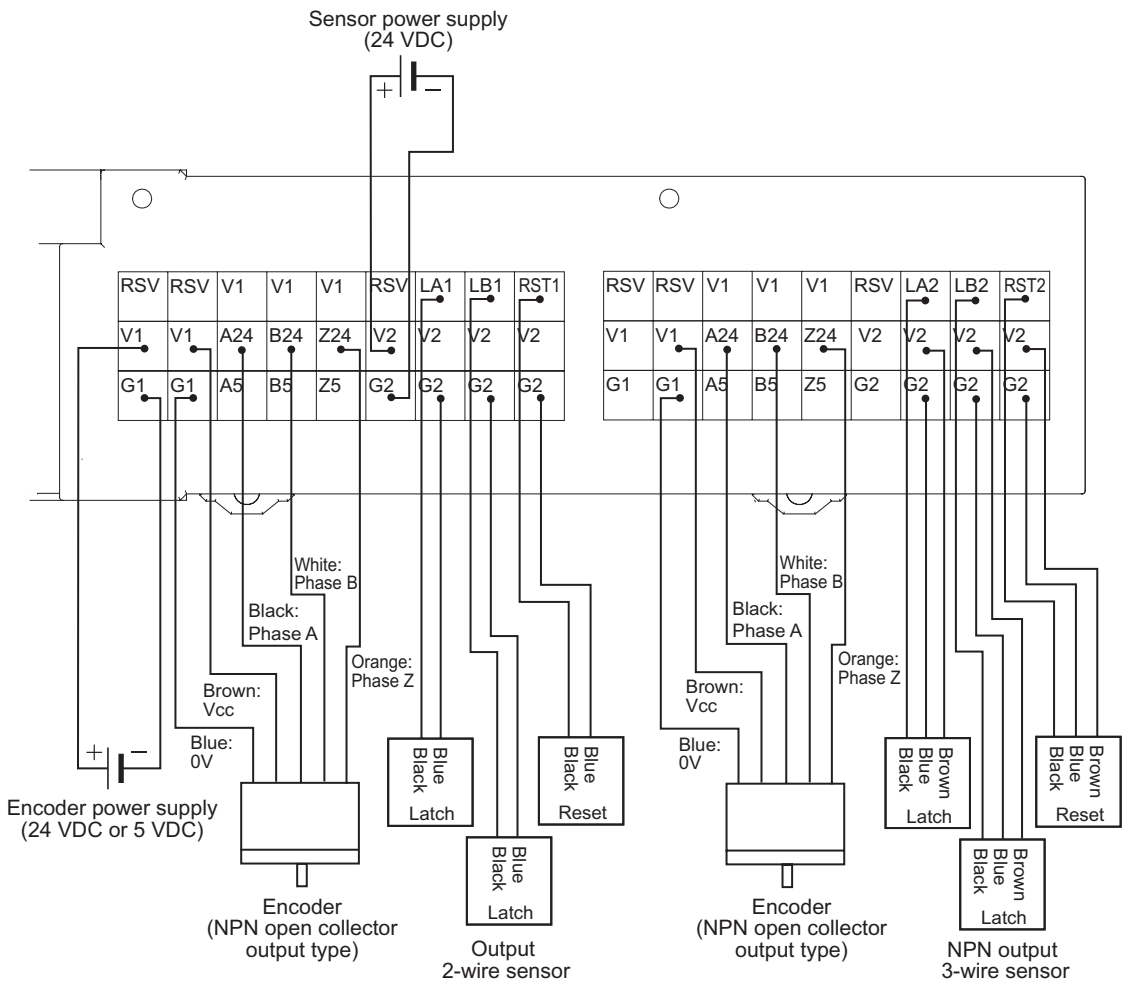 Sensor power supply
(24 VDC)
+ −
RSV RSV V1 V1 V1 RSV LA1 LB1 RST1
V1 V1 A24 B24 Z24 V2 V2 V2 V2
G1 G1 A5 B5 Z5 G2 G2 G2 G2
RSV RSV V1 V1 V1 RSV LA2 LB2 RST2
V1 V1 A24 B24 Z24 V2 V2 V2 V2
G1 G1 A5 B5 Z5 G2 G2 G2 G2
White:
Phase B
Black:
Phase A
Orange:
Phase Z
Brown:
Vcc
Blue:
0V
+ −
Encoder power supply
(24 VDC or 5 VDC)
Encoder
(NPN open collector
output type)
Black
Blue
Latch
Black
Blue
Latch
Black
Blue
Reset
Output
2-wire sensor
White:
Phase B
Black:
Phase A
Orange:
Phase Z
Brown:
Vcc
Blue:
0V
Encoder
(NPN open collector
output type)
Black
Blue
Brown
Latch
Black
Blue
Brown
Latch
Black
Blue
Brown
Reset
NPN output
3-wire sensor